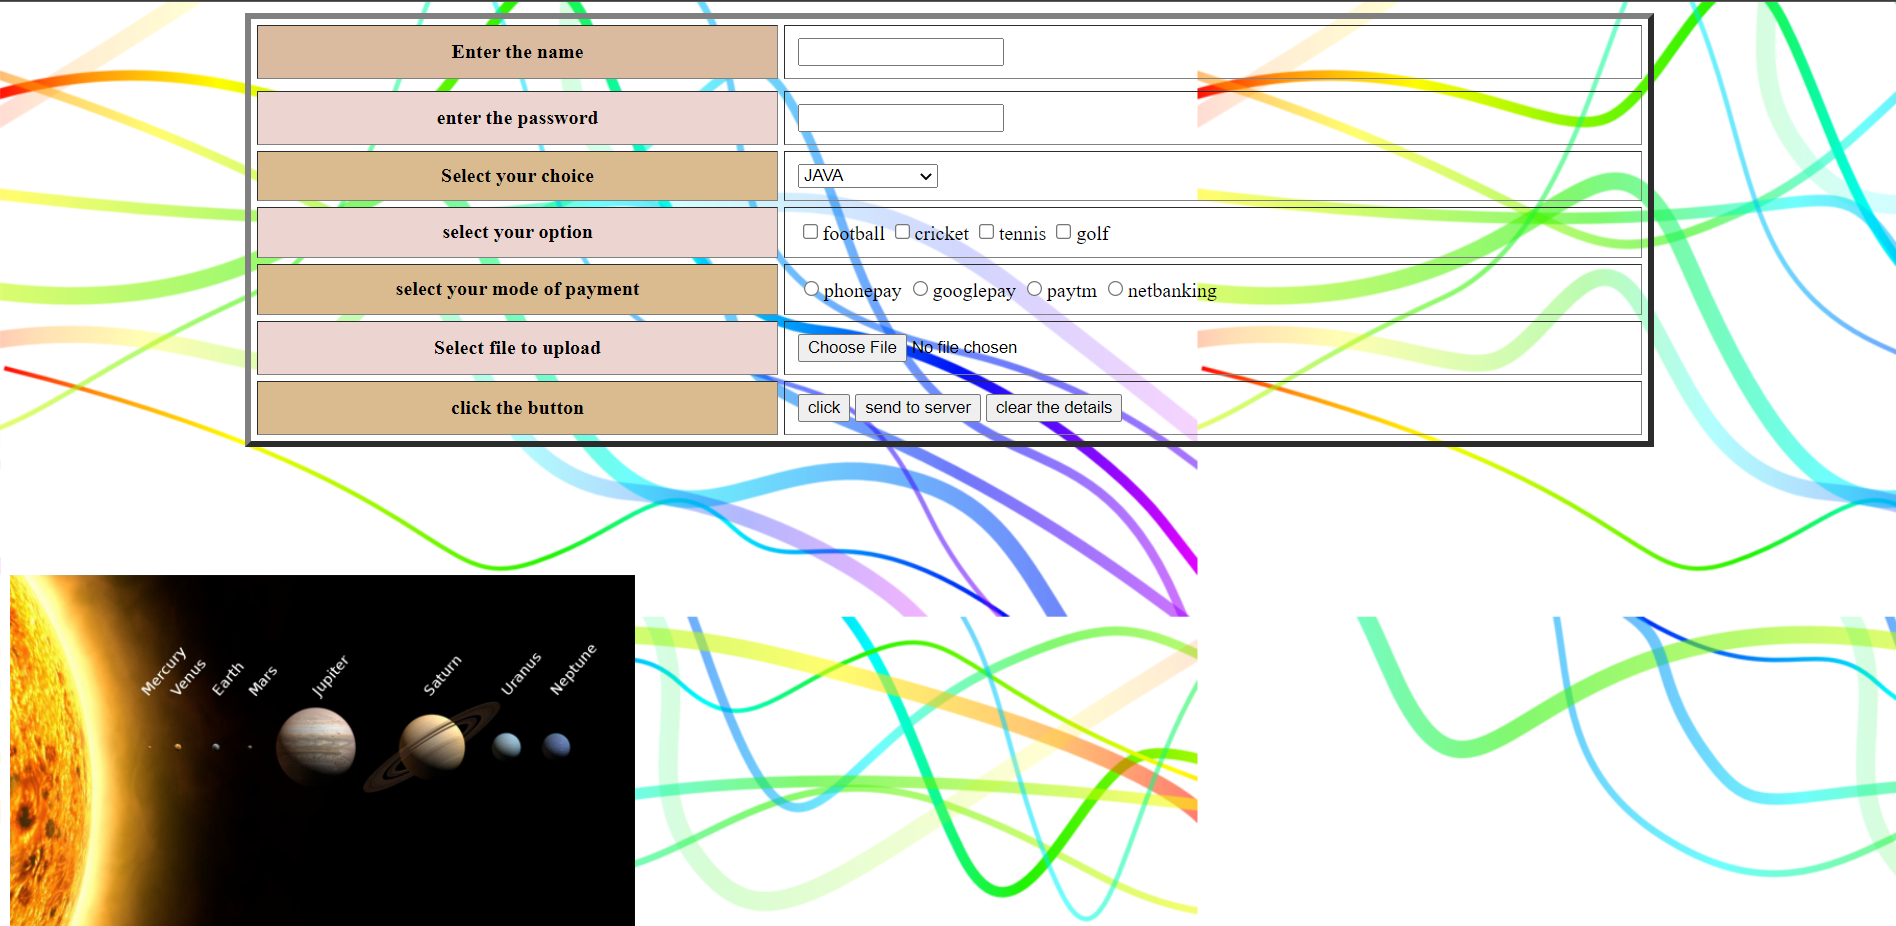 Enter the name
enter the password
Select your choice JAVA
select your option football cricket tennis golf
select your mode of payment phonepay googlepay paytm netbanking
Select file to upload Choose File No file chosen
click the button click send to server clear the details
Mercury Venus Earth Mars Jupiter Saturn Uranus Neptune